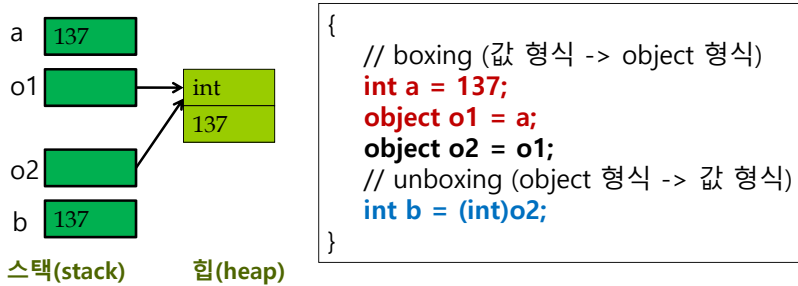 a 137
o1
int
137
o2
b 137
스택(stack) 힙(heap)
{
// boxing (값 형식 -> object 형식)
int a = 137;
object o1 = a;
object o2 = o1;
// unboxing (object 형식 -> 값 형식)
int b = (int)o2;
}